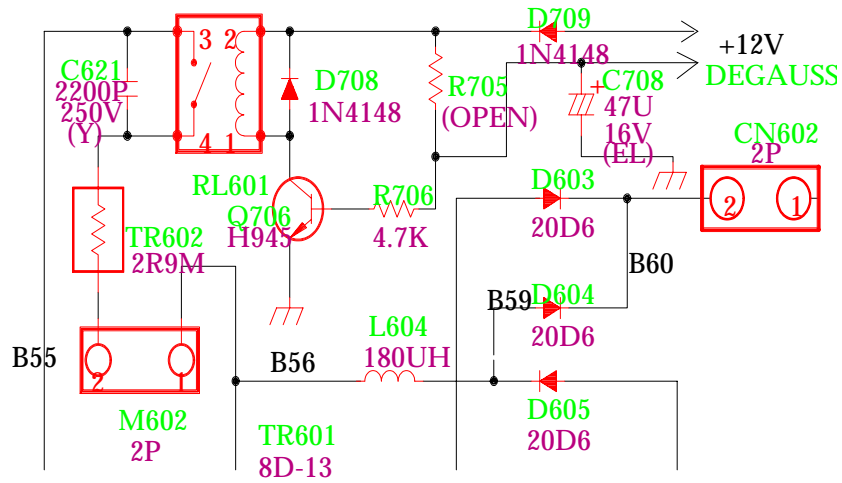 D709
1N4148
+12V
DEGAUSS
3 2
4 1
C621
2200P
250V
(Y)
D708
1N4148
R705
(OPEN)
+
C708
47U
16V
(EL)
CN602
2P
2 1
RL601
Q706
H945
R706
4.7K
D603
20D6
TR602
2R9M
B60
B59
D604
20D6
L604
180UH
B55
B56
2 1
M602
2P
D605
20D6
TR601
8D-13